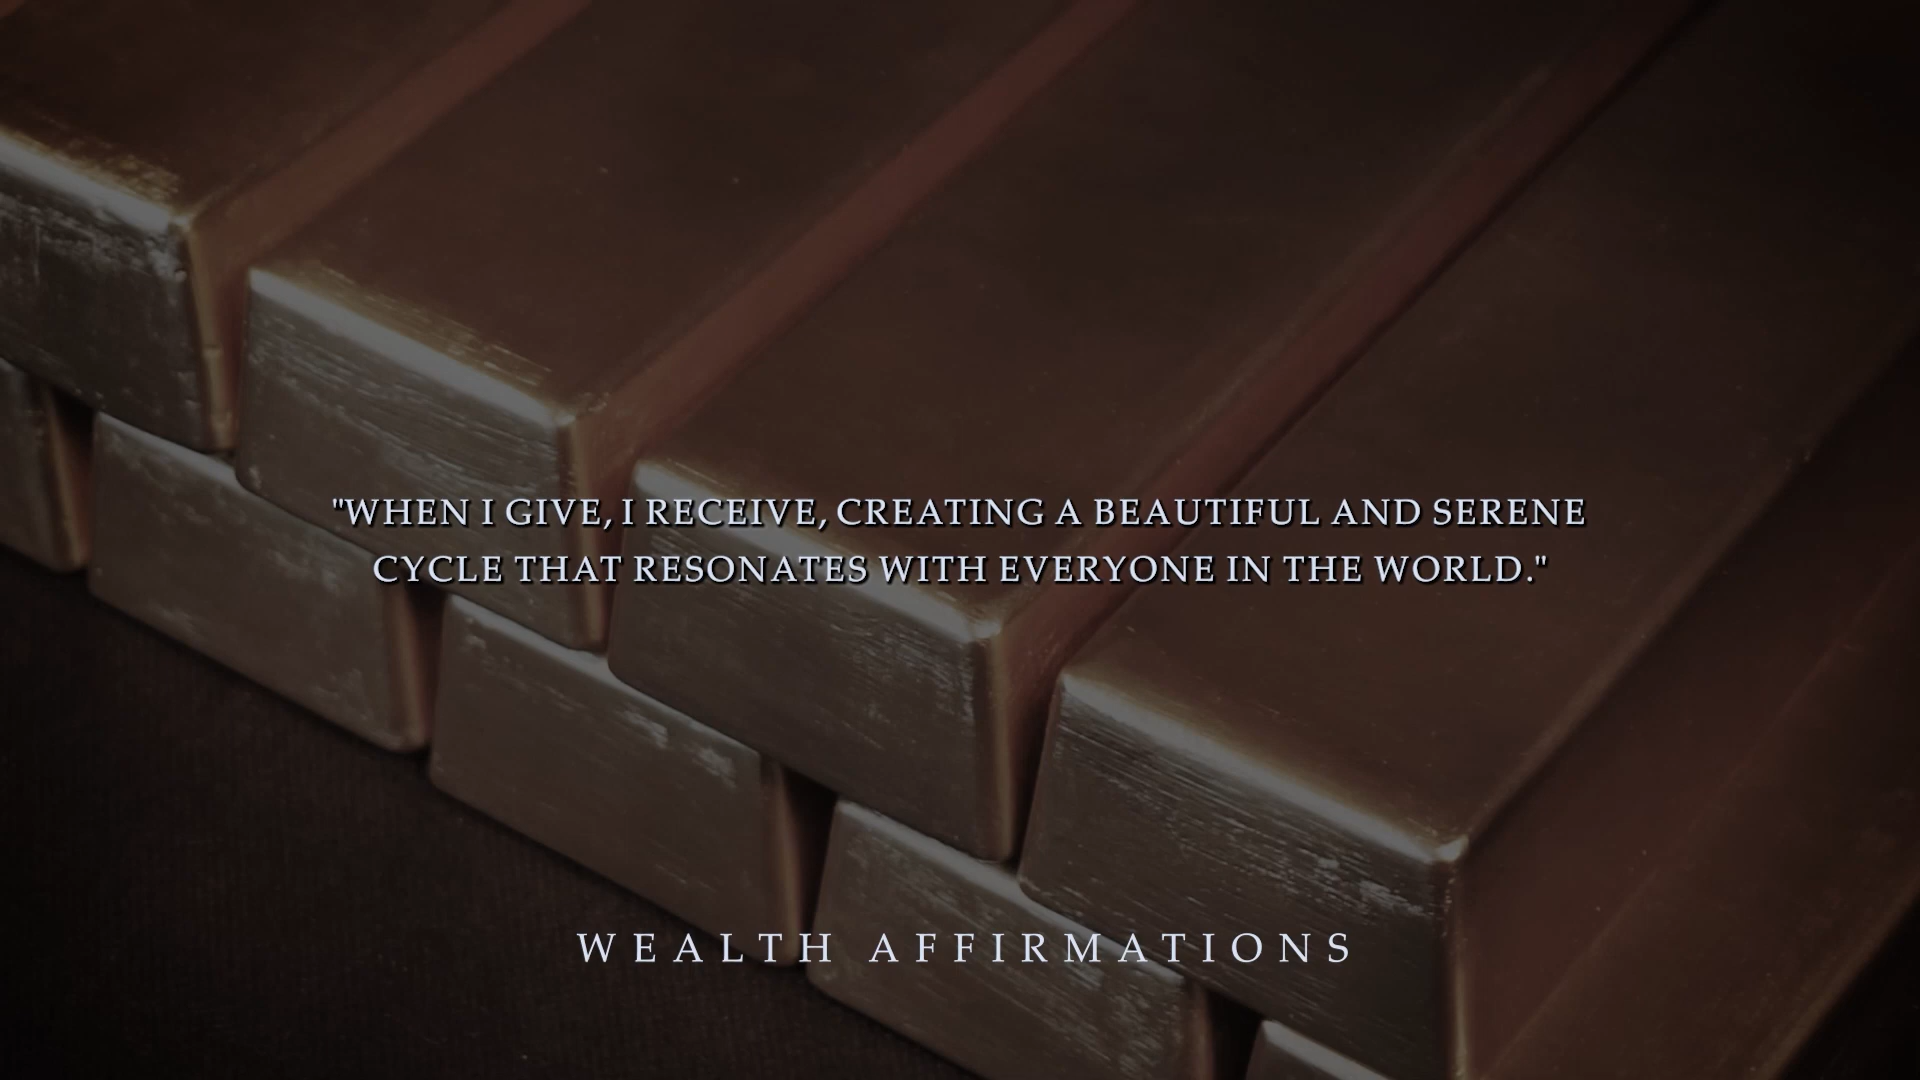 "WHEN I GIVE, I RECEIVE, CREATING A BEAUTIFUL AND SERENE
CYCLE THAT RESONATES WITH EVERYONE IN THE WORLD."
WEALTH AFFIRMATIONS